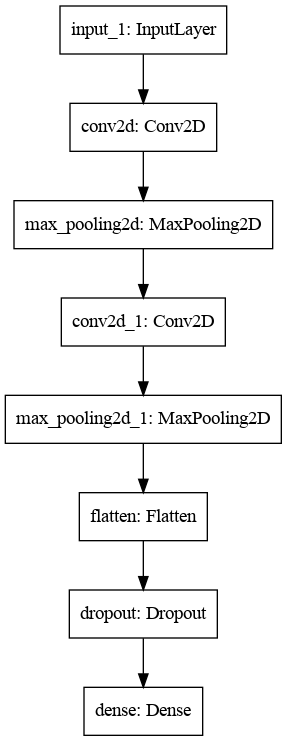 input_1: InputLayer
conv2d: Conv2D
max_pooling2d: MaxPooling2D
conv2d_1: Conv2D
max_pooling2d_1: MaxPooling2D
flatten: Flatten
dropout: Dropout
dense: Dense